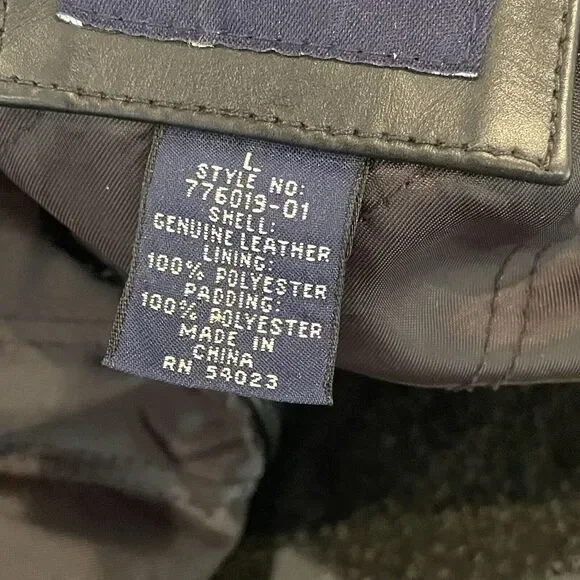 L
STYLE NO:
776019-01
SHELL:
GENUINE LEATHER
LINING:
100% POLYESTER
PADDING:
100% POLYESTER
MADE IN
CHINA
RN 54023